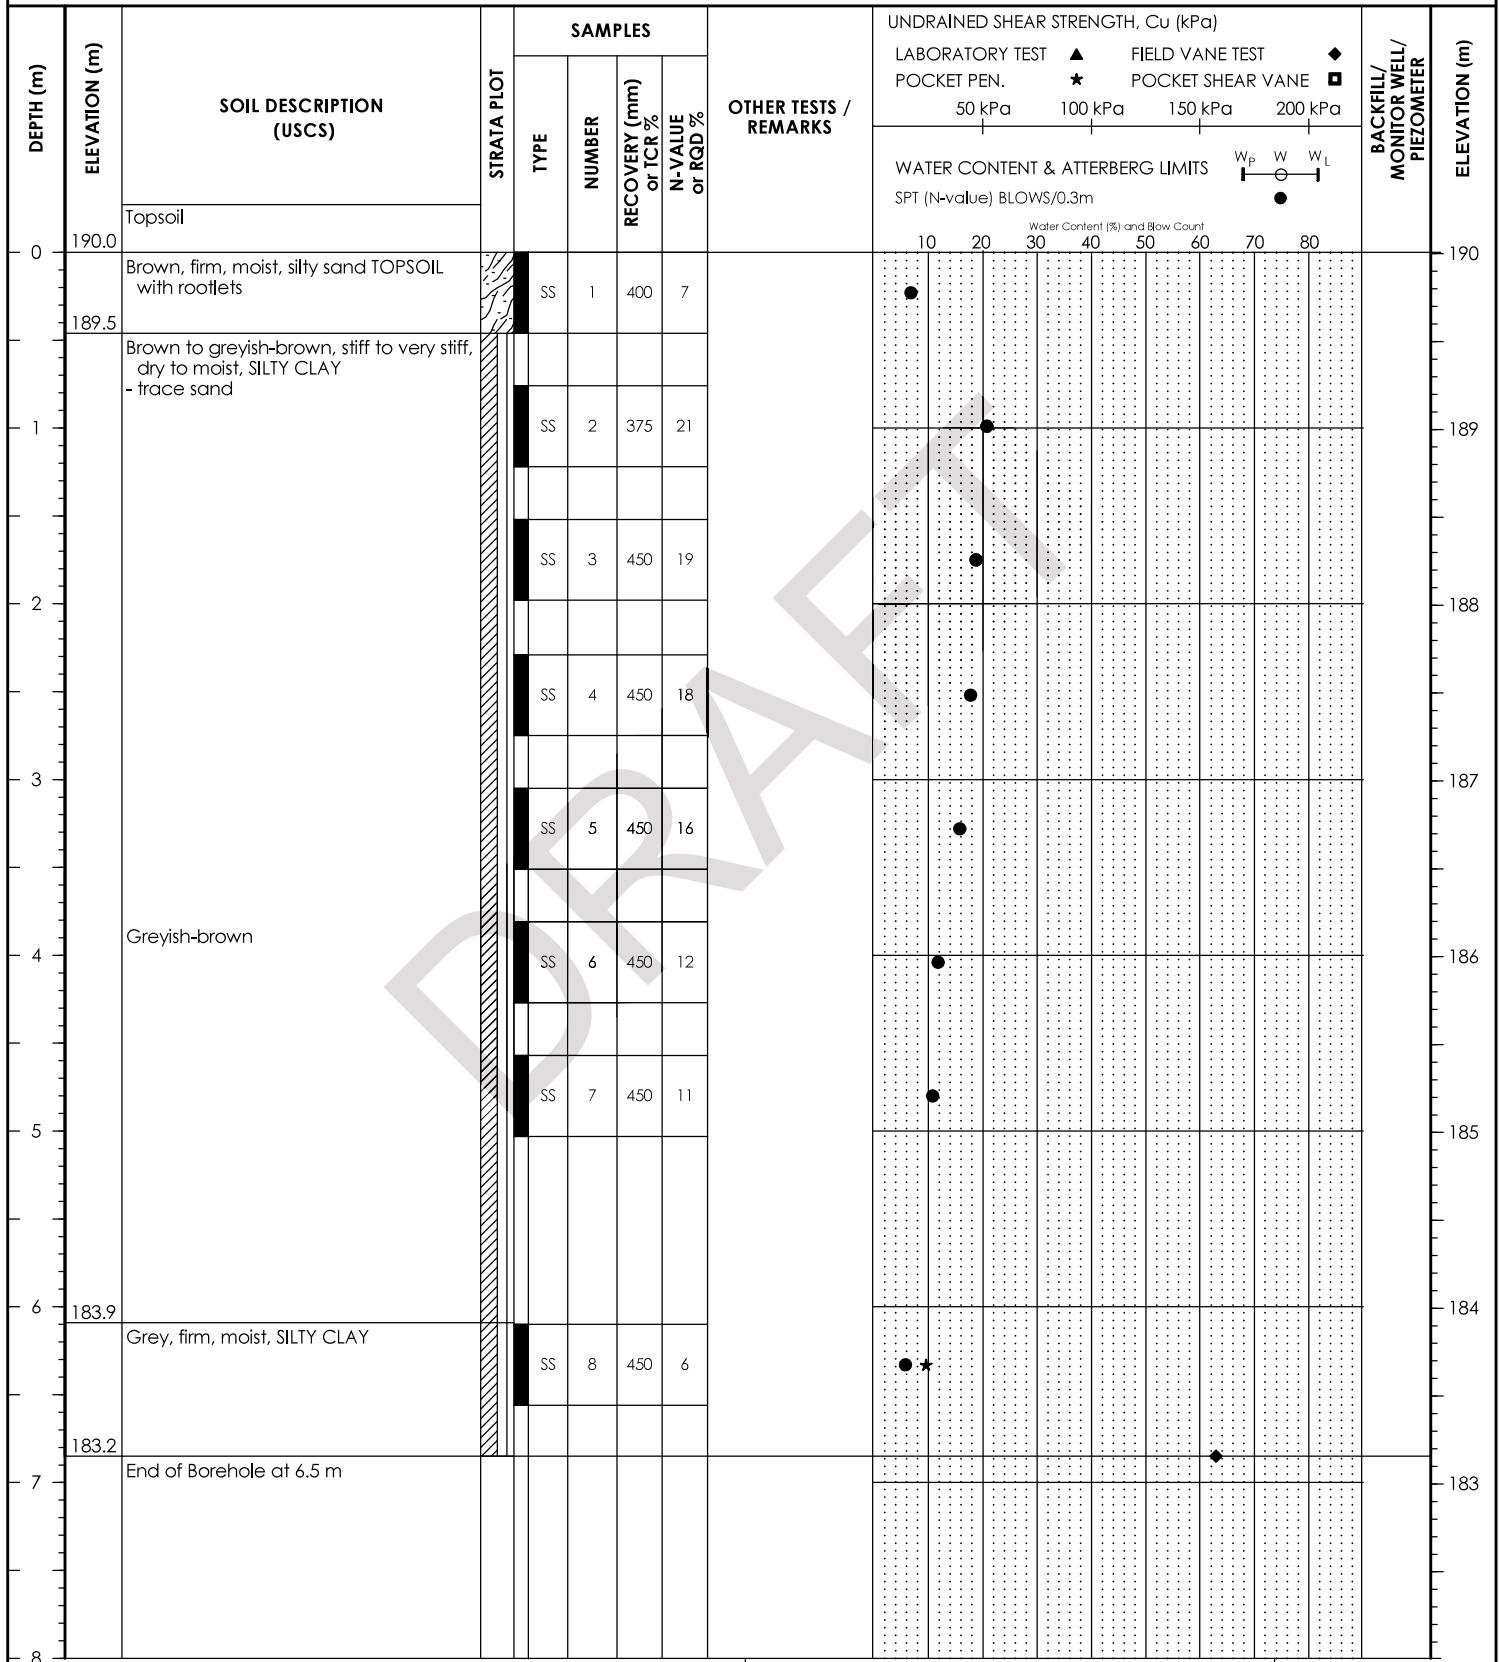 DEPTH (m)
ELEVATION (m)
SOIL DESCRIPTION
(USCS)
STRATA PLOT
SAMPLES
TYPE
NUMBER
RECOVERY (mm)
or TCR %
N-VALUE
or RQD %
OTHER TESTS /
REMARKS
UNDRAINED SHEAR STRENGTH, Cu (kPa)
LABORATORY TEST ▲ FIELD VANE TEST ◆
POCKET PEN. ★ POCKET SHEAR VANE □
50 kPa 100 kPa 150 kPa 200 kPa
WATER CONTENT & ATTERBERG LIMITS WP W WL
SPT (N-value) BLOWS/0.3m ●
Water Content (%) and Blow Count
10 20 30 40 50 60 70 80
BACKFILL/
MONITOR WELL/
PIEZOMETER
ELEVATION (m)
Topsoil
0 190.0 190
Brown, firm, moist, silty sand TOPSOIL
with rootlets
SS 1 400 7
189.5
Brown to greyish-brown, stiff to very stiff,
dry to moist, SILTY CLAY
- trace sand
1 SS 2 375 21 189
SS 3 450 19
2 188
SS 4 450 18
3 187
SS 5 450 16
Greyish-brown
4 SS 6 450 12 186
SS 7 450 11
5 185
6 183.9 184
Grey, firm, moist, SILTY CLAY
SS 8 450 6
183.2
End of Borehole at 6.5 m
7 183
8
DRAFT